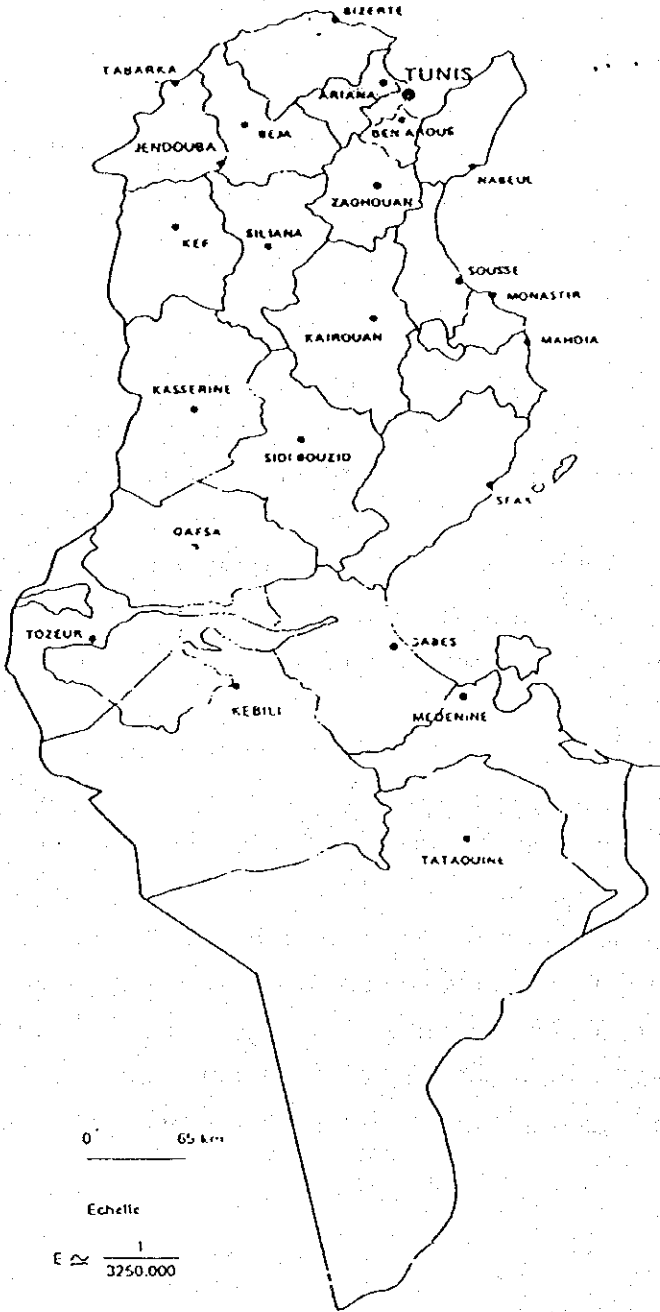 BIZERTE
TABARKA
TUNIS
ARIANA
BEJA
BEN AROUS
JENDOUBA
NABEUL
ZAGHOUAN
KEF
SILIANA
SOUSSE
MONASTIR
KAIROUAN
MAHDIA
KASSERINE
SIDI BOUZID
SFAX
GAFSA
TOZEUR
GABES
KEBILI
MEDENINE
TATAOUINE
0 65 km
Echelle
E ≃ 1
3250.000